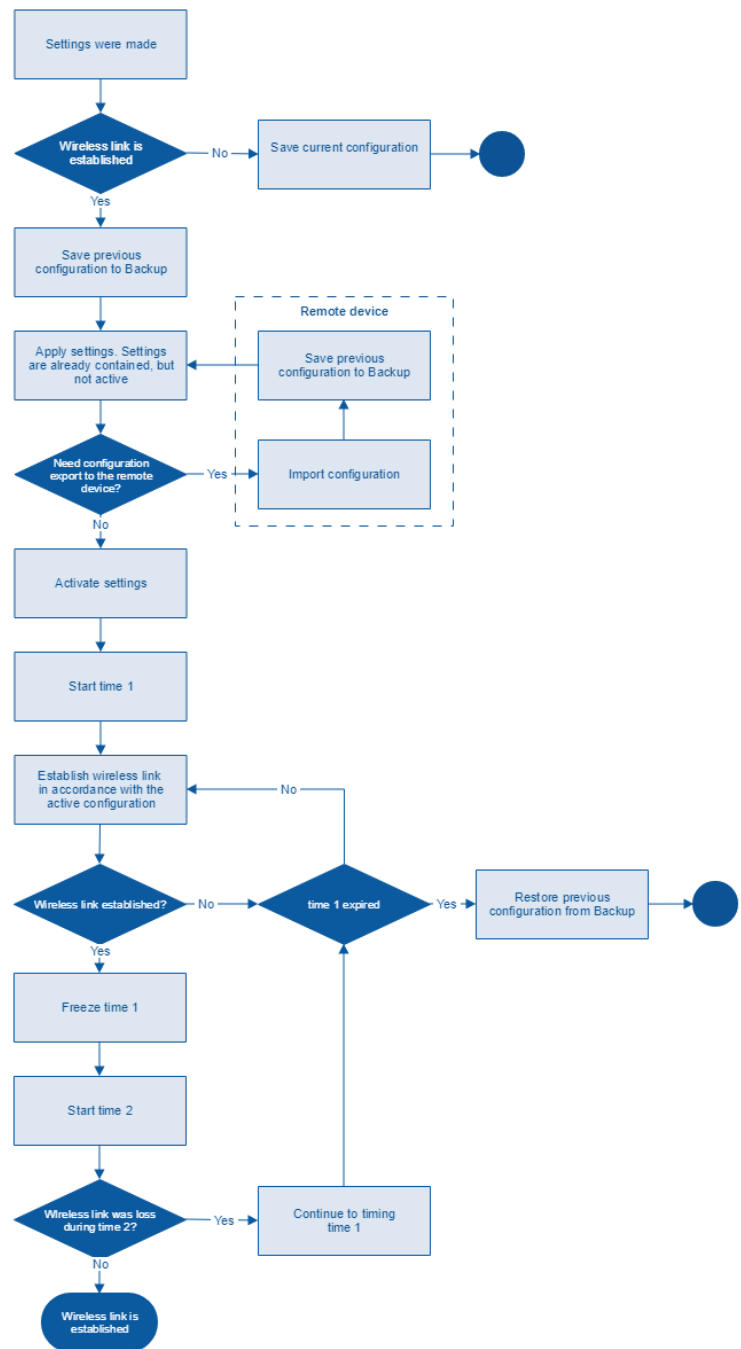 Settings were made
Wireless link is
established
No
Save current configuration
Yes
Save previous
configuration to Backup
Remote device
Apply settings. Settings
are already contained, but
not active
Save previous
configuration to Backup
Need configuration
export to the remote
device?
Yes
Import configuration
No
Activate settings
Start time 1
Establish wireless link
in accordance with the
active configuration
No
Wireless link established?
No
time 1 expired
Yes
Restore previous
configuration from Backup
Yes
Freeze time 1
Start time 2
Wireless link was loss
during time 2?
Yes
Continue to timing
time 1
No
Wireless link is
established